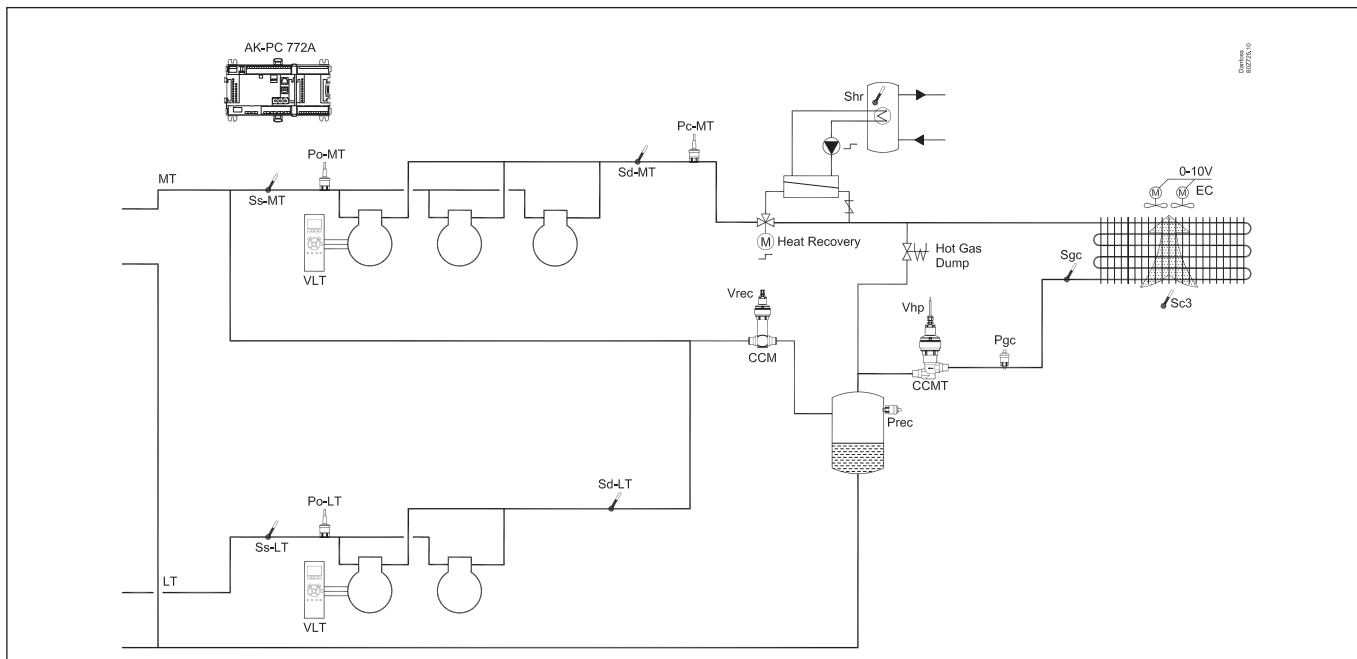 AK-PC 772A
Danfoss
80Z725.10
Shr
Pc-MT
Po-MT
Sd-MT
0-10V
MT
M
M
EC
Ss-MT
M
Heat Recovery
Hot Gas
Dump
Sgc
VLT
Vrec
Vhp
Sc3
Pgc
CCM
CCMT
Prec
Sd-LT
Po-LT
Ss-LT
LT
VLT